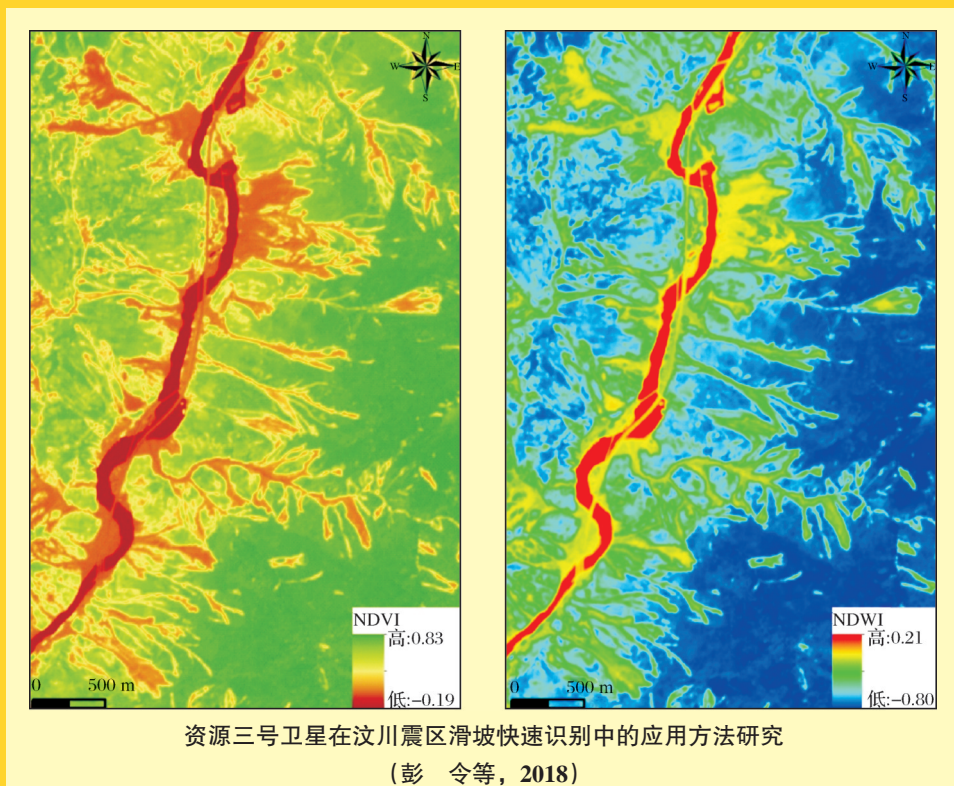 N
W E
S
N
W E
S
NDVI
高:0.83
低:-0.19
0 500 m
NDWI
高:0.21
低:-0.80
0 500 m
资源三号卫星在汶川震区滑坡快速识别中的应用方法研究
(彭 令等, 2018)